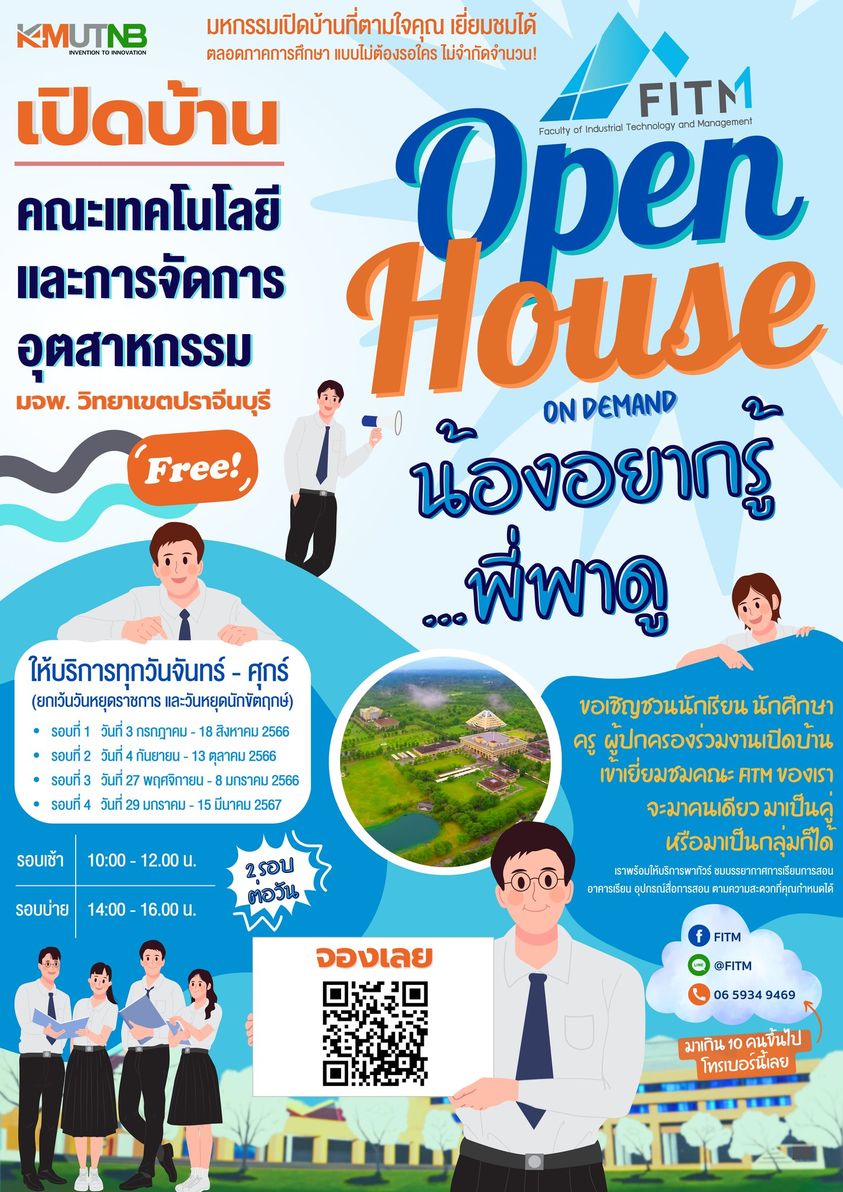 KMUTNB
INVENTION TO INNOVATION
มหกรรมเปิดบ้านที่ตามใจคุณ เยี่ยมชมได้
ตลอดภาคการศึกษา แบบไม่ต้องรอใคร ไม่จำกัดจำนวน!
FITM
Faculty of Industrial Technology and Management
เปิดบ้าน
คณะเทคโนโลยี
และการจัดการ
อุตสาหกรรม
มจพ. วิทยาเขตปราจีนบุรี
Free!
Open
House
ON DEMAND
น้องอยากรู้
...พี่พาดู
ให้บริการทุกวันจันทร์ - ศุกร์
(ยกเว้นวันหยุดราชการ และวันหยุดนักขัตฤกษ์)
• รอบที่ 1 วันที่ 3 กรกฎาคม - 18 สิงหาคม 2566
• รอบที่ 2 วันที่ 4 กันยายน - 13 ตุลาคม 2566
• รอบที่ 3 วันที่ 27 พฤศจิกายน - 8 มกราคม 2566
• รอบที่ 4 วันที่ 29 มกราคม - 15 มีนาคม 2567
รอบเช้า 10:00 - 12.00 น.
รอบบ่าย 14:00 - 16.00 น.
2 รอบ
ต่อวัน
ขอเชิญชวนนักเรียน นักศึกษา
ครู ผู้ปกครองร่วมงานเปิดบ้าน
เข้าเยี่ยมชมคณะ FITM ของเรา
จะมาคนเดียว มาเป็นคู่
หรือมาเป็นกลุ่มก็ได้
เราพร้อมให้บริการพาทัวร์ ชมบรรยากาศการเรียนการสอน
อาคารเรียน อุปกรณ์สื่อการสอน ตามความสะดวกที่คุณกำหนดได้
จองเลย
FITM
LINE @FITM
06 5934 9469
มาเกิน 10 คนขึ้นไป
โทรเบอร์นี้เลย